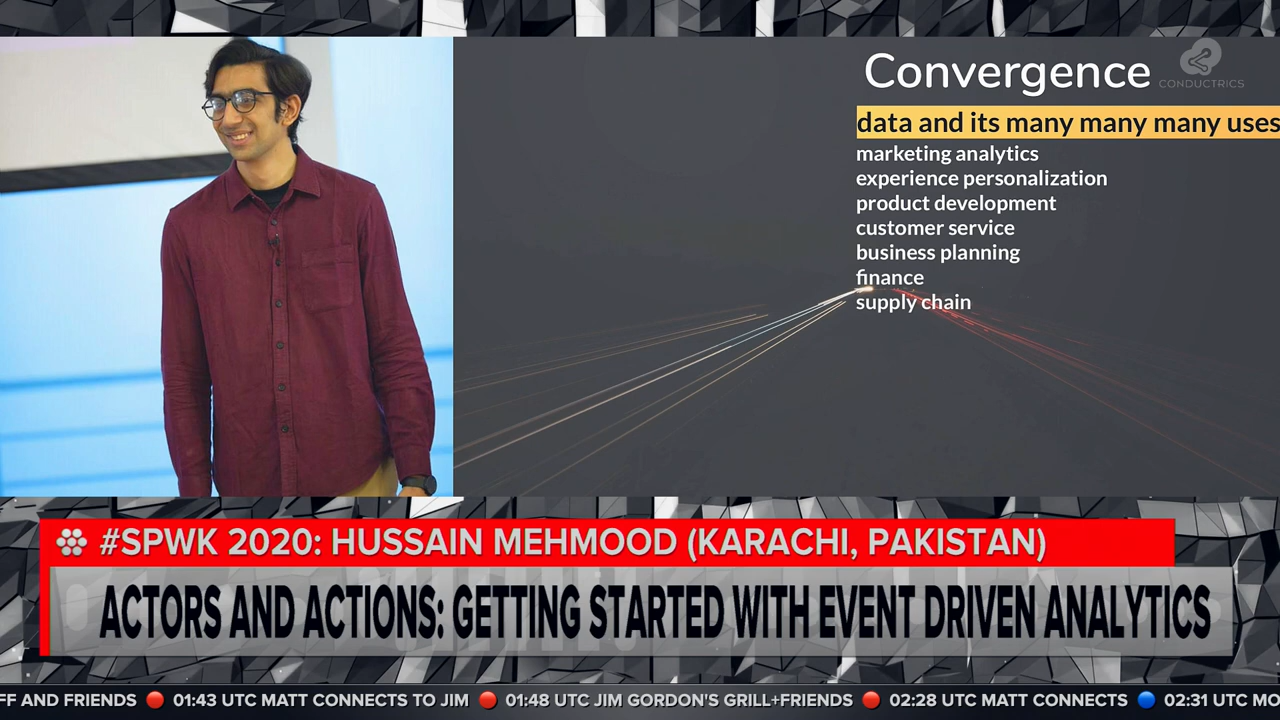 Convergence
CONDUCTRICS
data and its many many many uses
marketing analytics
experience personalization
product development
customer service
business planning
finance
supply chain
#SPWK 2020: HUSSAIN MEHMOOD (KARACHI, PAKISTAN)
ACTORS AND ACTIONS: GETTING STARTED WITH EVENT DRIVEN ANALYTICS
FF AND FRIENDS 01:43 UTC MATT CONNECTS TO JIM 01:48 UTC JIM GORDON'S GRILL+FRIENDS 02:28 UTC MATT CONNECTS 02:31 UTC MO